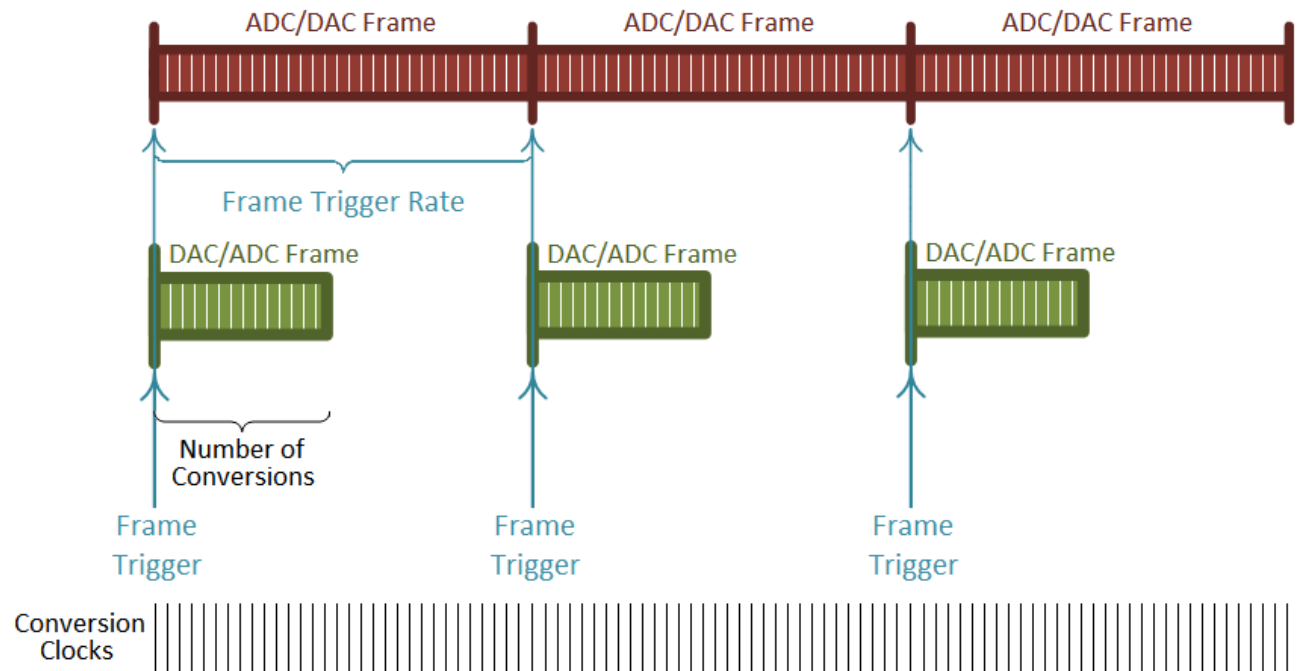 ADC/DAC Frame
ADC/DAC Frame
ADC/DAC Frame
Frame Trigger Rate
DAC/ADC Frame
DAC/ADC Frame
DAC/ADC Frame
Number of
Conversions
Frame
Trigger
Frame
Trigger
Frame
Trigger
Conversion
Clocks